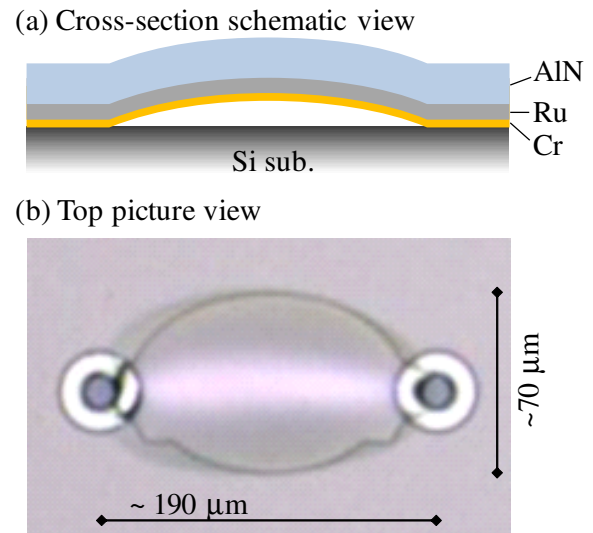 (a) Cross-section schematic view
AlN
Ru
Cr
Si sub.
(b) Top picture view
~70 μm
~ 190 μm